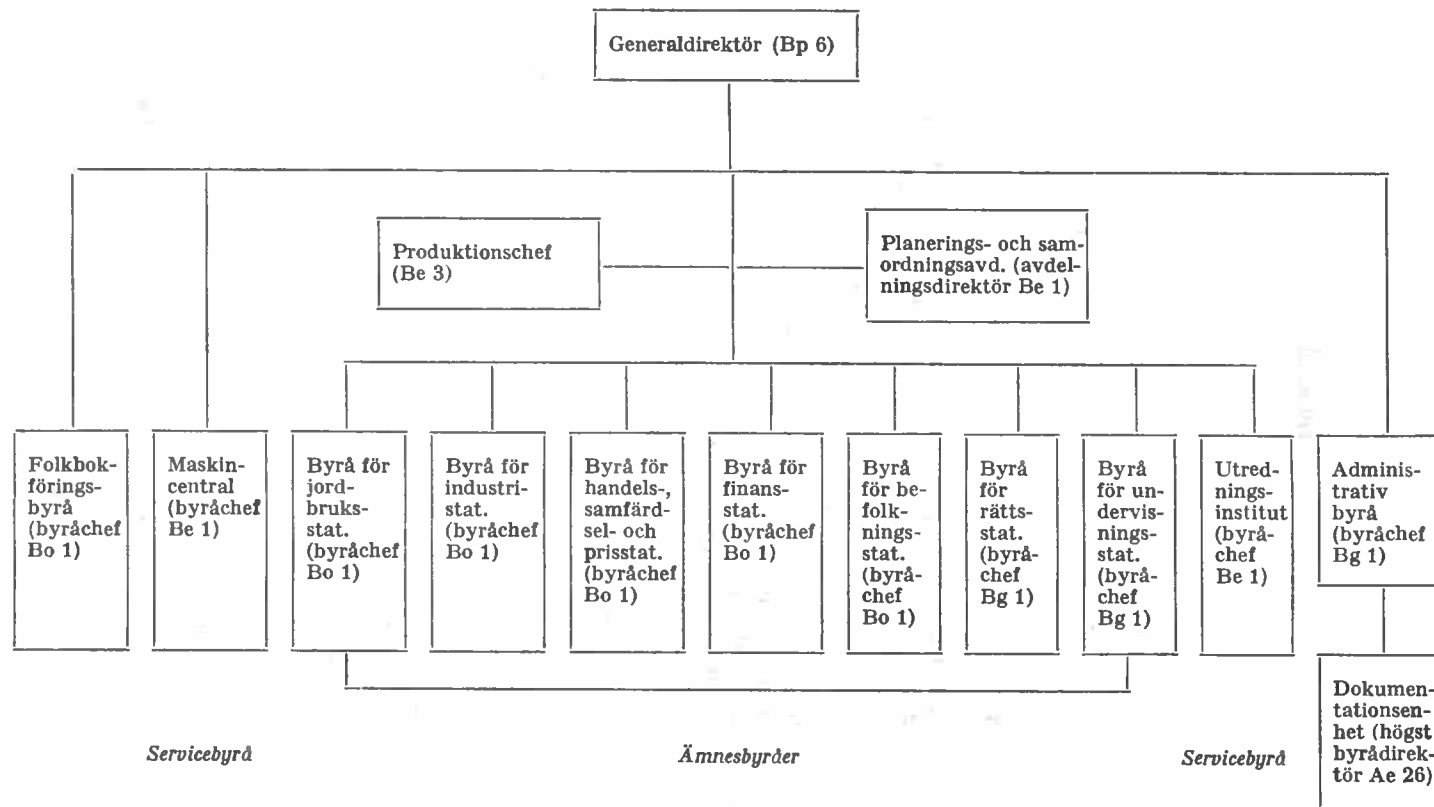 Generaldirektör (Bp 6)
Produktionschef
(Be 3)
Planerings- och sam-
ordningsavd. (avdel-
ningsdirektör Be 1)
Folkbok-
förings-
byrå
(byråchef
Bo 1)
Maskin-
central
(byråchef
Be 1)
Byrå för
jord-
bruks-
stat.
(byråchef
Bo 1)
Byrå för
industri-
stat.
(byråchef
Bo 1)
Byrå för
handels-,
samfärd-
sel- och
prisstat.
(byråchef
Bo 1)
Byrå för
finans-
stat.
(byråchef
Bo 1)
Byrå
för be-
folk-
nings-
stat.
(byrå-
chef
Bo 1)
Byrå
för
rätts-
stat.
(byrå-
chef
Bg 1)
Byrå
för un-
dervis-
nings-
stat.
(byrå-
chef
Bg 1)
Utred-
nings-
institut
(byrå-
chef
Be 1)
Adminis-
trativ
byrå
(byråchef
Bg 1)
Dokumen-
tationsen-
het (högst
byrådirek-
tör Ae 26)
Servicebyrå
Ämnesbyråer
Servicebyrå